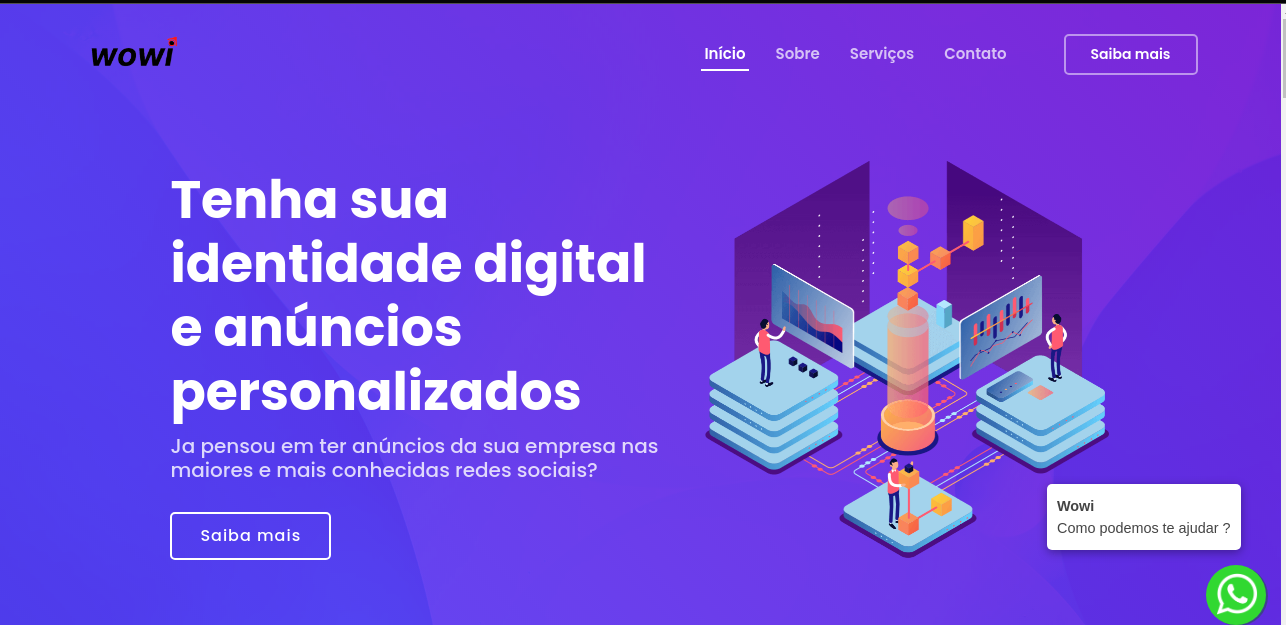 wowi
Início
Sobre
Serviços
Contato
Saiba mais
Tenha sua
identidade digital
e anúncios
personalizados
Ja pensou em ter anúncios da sua empresa nas
maiores e mais conhecidas redes sociais?
Saiba mais
Wowi
Como podemos te ajudar ?